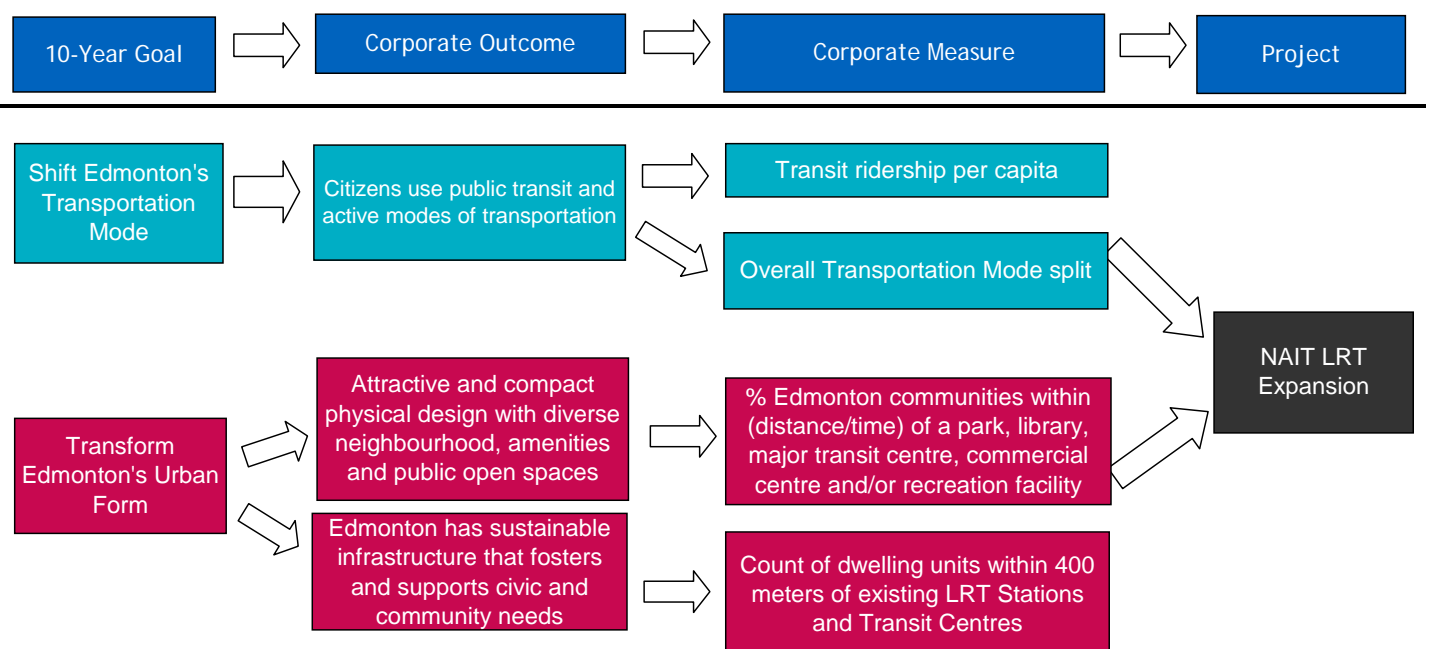 10-Year Goal
Corporate Outcome
Corporate Measure
Project
Shift Edmonton's
Transportation
Mode
Citizens use public transit and
active modes of transportation
Transit ridership per capita
Overall Transportation Mode split
Transform
Edmonton's Urban
Form
Attractive and compact
physical design with diverse
neighbourhood, amenities
and public open spaces
% Edmonton communities within
(distance/time) of a park, library,
major transit centre, commercial
centre and/or recreation facility
Edmonton has sustainable
infrastructure that fosters
and supports civic and
community needs
Count of dwelling units within 400
meters of existing LRT Stations
and Transit Centres
NAIT LRT
Expansion